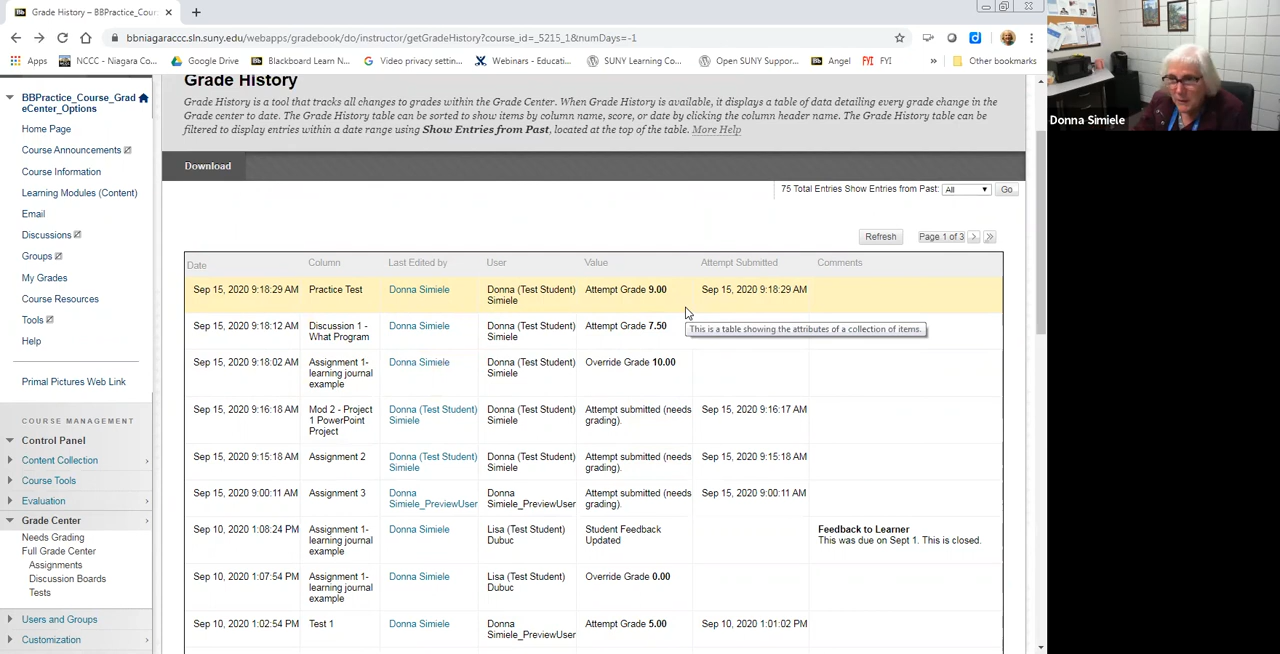 Grade History – BBPractice_Cour
bbniagaraccc.sln.suny.edu/webapps/gradebook/do/instructor/getGradeHistory?course_id=_5215_1&numDays=-1
Apps
NCCC - Niagara Co...
Google Drive
Blackboard Learn N...
Video privacy settin...
Webinars - Educati...
SUNY Learning Co...
Open SUNY Suppor...
Angel
FYI
FYI
»
Other bookmarks
BBPractice_Course_Grad
eCenter_Options
Home Page
Course Announcements
Course Information
Learning Modules (Content)
Email
Discussions
Groups
My Grades
Course Resources
Tools
Help
Primal Pictures Web Link
COURSE MANAGEMENT
Control Panel
Content Collection
Course Tools
Evaluation
Grade Center
Needs Grading
Full Grade Center
Assignments
Discussion Boards
Tests
Users and Groups
Customization
Grade History
Grade History is a tool that tracks all changes to grades within the Grade Center. When Grade History is available, it displays a table of data detailing every grade change in the
Grade center to date. The Grade History table can be sorted to show items by column name, score, or date by clicking the column header name. The Grade History table can be
filtered to display entries within a date range using Show Entries from Past, located at the top of the table. More Help
Download
75 Total Entries Show Entries from Past: All Go
Refresh Page 1 of 3 > »
Date Column Last Edited by User Value Attempt Submitted Comments
Sep 15, 2020 9:18:29 AM Practice Test Donna Simiele Donna (Test Student) Attempt Grade 9.00 Sep 15, 2020 9:18:29 AM
Simiele
This is a table showing the attributes of a collection of items.
Sep 15, 2020 9:18:12 AM Discussion 1 - Donna Simiele Donna (Test Student) Attempt Grade 7.50
What Program Simiele
Sep 15, 2020 9:18:02 AM Assignment 1- Donna Simiele Donna (Test Student) Override Grade 10.00
learning journal Simiele
example
Sep 15, 2020 9:16:18 AM Mod 2 - Project Donna (Test Student) Donna (Test Student) Attempt submitted (needs Sep 15, 2020 9:16:17 AM
1 PowerPoint Simiele Simiele grading).
Project
Sep 15, 2020 9:15:18 AM Assignment 2 Donna (Test Student) Donna (Test Student) Attempt submitted (needs Sep 15, 2020 9:15:18 AM
Simiele Simiele grading).
Sep 15, 2020 9:00:11 AM Assignment 3 Donna Donna Attempt submitted (needs Sep 15, 2020 9:00:11 AM
Simiele_PreviewUser Simiele_PreviewUser grading).
Sep 10, 2020 1:08:24 PM Assignment 1- Donna Simiele Lisa (Test Student) Student Feedback Feedback to Learner
learning journal Dubuc Updated This was due on Sept 1. This is closed.
example
Sep 10, 2020 1:07:54 PM Assignment 1- Donna Simiele Lisa (Test Student) Override Grade 0.00
learning journal Dubuc
example
Sep 10, 2020 1:02:54 PM Test 1 Donna Simiele Donna Attempt Grade 5.00 Sep 10, 2020 1:01:02 PM
Simiele_PreviewUser
Donna Simiele